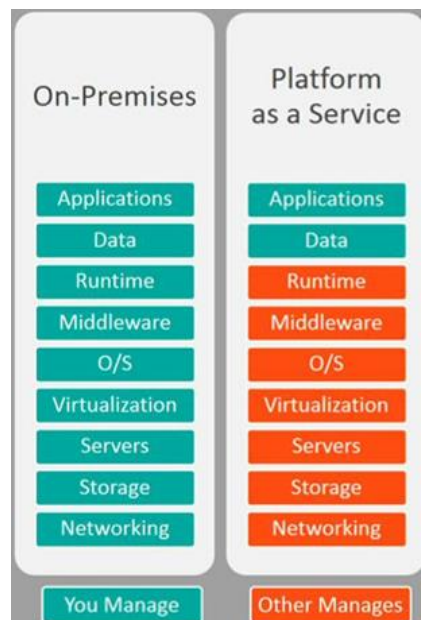 On-Premises
Applications
Data
Runtime
Middleware
O/S
Virtualization
Servers
Storage
Networking
You Manage
Platform
as a Service
Applications
Data
Runtime
Middleware
O/S
Virtualization
Servers
Storage
Networking
Other Manages